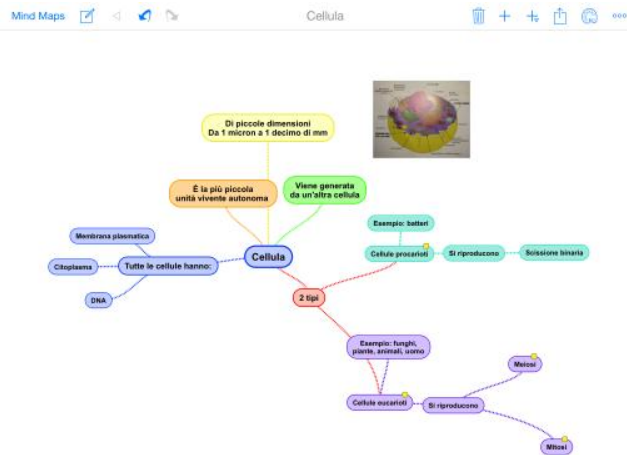 Mind Maps
Cellula
Di piccole dimensioni
Da 1 micron a 1 decimo di mm
É la più piccola
unità vivente autonoma
Viene generata
da un'altra cellula
Membrana plasmatica
Citoplasma
Tutte le cellule hanno:
DNA
Cellula
2 tipi
Esempio: batteri
Cellule procarioti
Si riproducono
Scissione binaria
Esempio: funghi,
piante, animali, uomo
Cellule eucarioti
Si riproducono
Meiosi
Mitosi